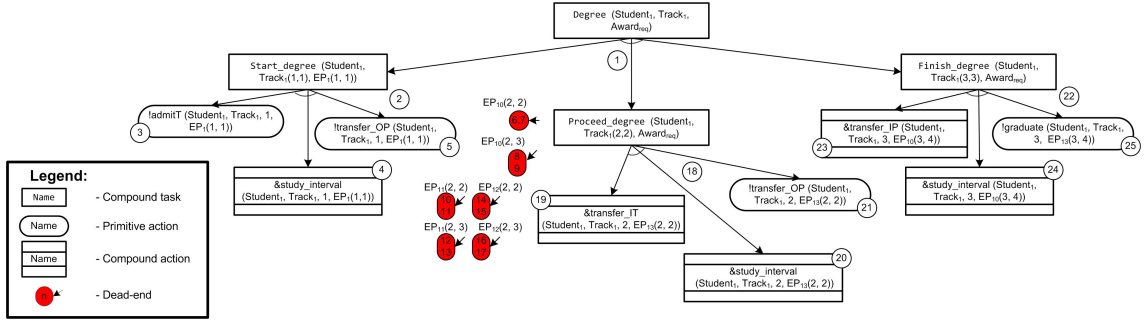 Degree (Student₁, Track₁,
Award_req)
1
Start_degree (Student₁,
Track₁(1,1), EP₁(1, 1))
2
!admitT (Student₁, Track₁, 1,
EP₁(1, 1))
3
!transfer_OP (Student₁,
Track₁, 1, EP₁(1, 1))
5
4
&study_interval
(Student₁, Track₁, 1, EP₁(1,1))
EP₁₀(2, 2)
6,7
EP₁₀(2, 3)
8
9
EP₁₁(2, 2)
10
11
EP₁₂(2, 2)
14
15
EP₁₁(2, 3)
12
13
EP₁₂(2, 3)
16
17
Proceed_degree (Student₁,
Track₁(2,2), Award_req)
18
19
&transfer_IT
(Student₁, Track₁, 2, EP₁₃(2, 2))
!transfer_OP (Student₁,
Track₁, 2, EP₁₃(2, 2))
21
20
&study_interval
(Student₁, Track₁, 2, EP₁₃(2, 2))
Finish_degree (Student₁,
Track₁(3,3), Award_req)
22
&transfer_IP (Student₁,
Track₁, 3, EP₁₀(3, 4))
23
!graduate (Student₁, Track₁,
3, EP₁₃(3, 4))
25
24
&study_interval (Student₁,
Track₁, 3, EP₁₀(3, 4))
Legend:
Name - Compound task
Name - Primitive action
Name - Compound action
n - Dead-end